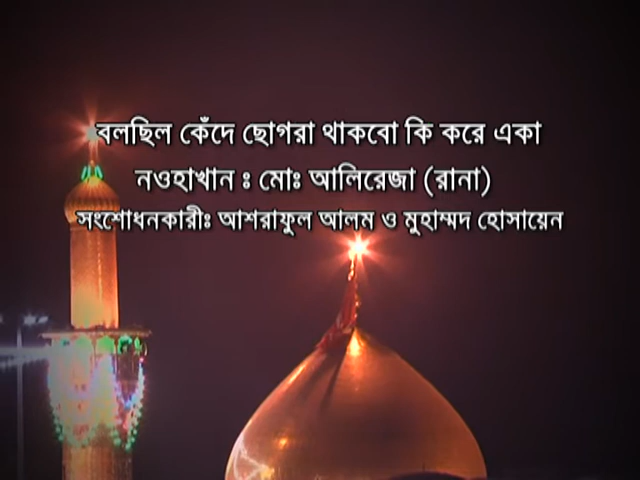 বলছিল কেঁদে ছোগরা থাকবো কি করে একা
নওহাখান ঃ মোঃ আলিরেজা (রানা)
সংশোধনকারীঃ আশরাফুল আলম ও মুহাম্মদ হোসায়েন